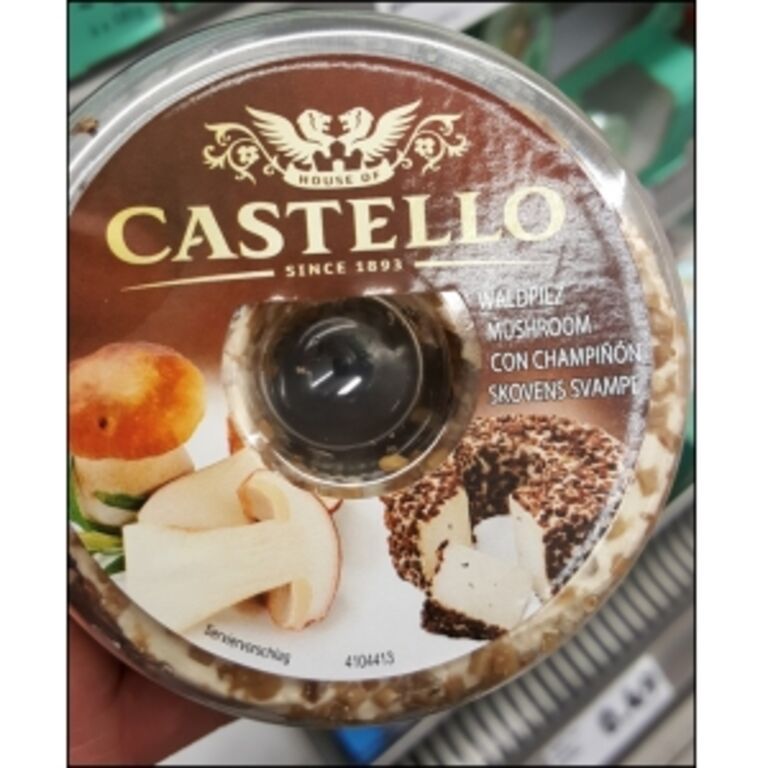 HOUSE OF
CASTELLO
SINCE 1893
WALDPILZ
MUSHROOM
CON CHAMPIÑÓN
SKOVENS SVAMPE
Serviervorschlag
4104413